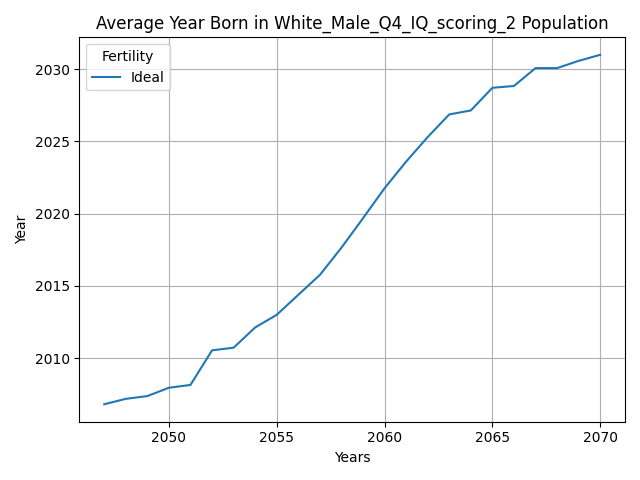 Average Year Born in White_Male_Q4_IQ_scoring_2 Population
Fertility
Ideal
2030
2025
2020
2015
2010
Year
2050 2055 2060 2065 2070
Years